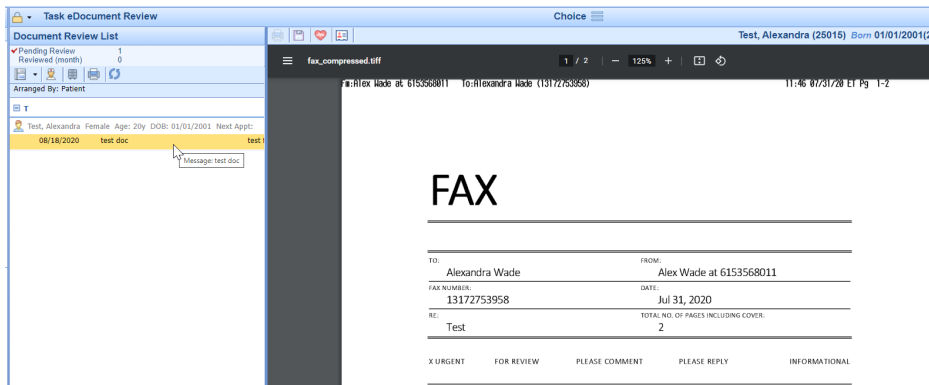 Task eDocument Review
Choice
Document Review List
Pending Review 1
Reviewed (month) 0
Arranged By: Patient
T
Test, Alexandra Female Age: 20y DOB: 01/01/2001 Next Appt:
08/18/2020 test doc test
Message: test doc
Test, Alexandra (25015) Born 01/01/2001(2
fax_compressed.tiff 1 / 2 125%
Fm:Alex Wade at 6153568011 To:Alexandra Wade (13172753958) 11:46 07/31/20 ET Pg 1-2
FAX
TO: FROM:
Alexandra Wade Alex Wade at 6153568011
FAX NUMBER: DATE:
13172753958 Jul 31, 2020
RE: TOTAL NO. OF PAGES INCLUDING COVER:
Test 2
X URGENT FOR REVIEW PLEASE COMMENT PLEASE REPLY INFORMATIONAL